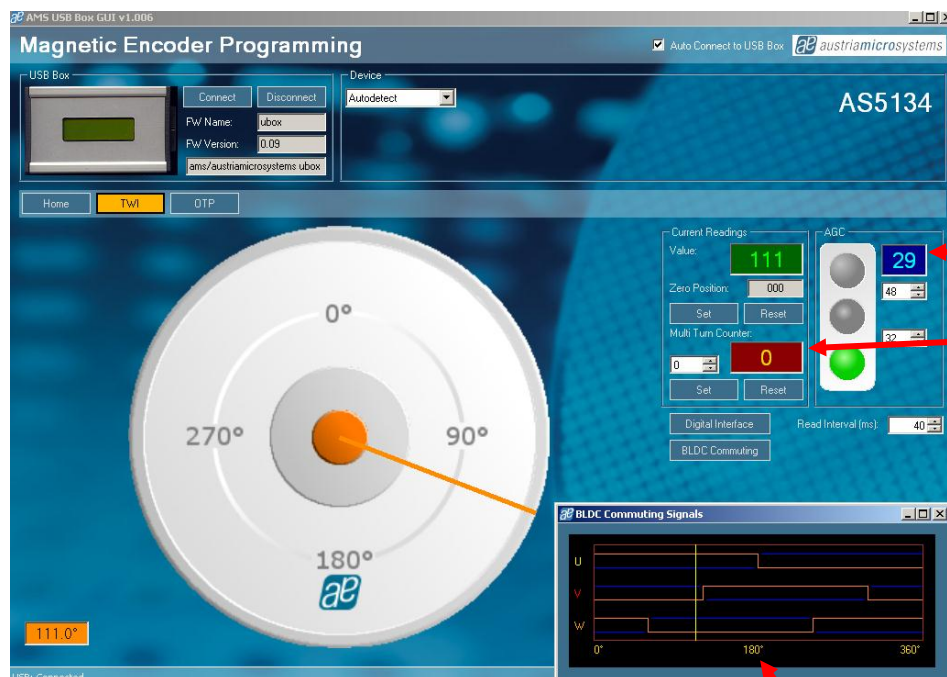 AMS USB Box GUI v1.006
Magnetic Encoder Programming
Auto Connect to USB Box
austriamicrosystems
USB Box
Connect
Disconnect
FW Name:
ubox
FW Version:
0.09
ams/austriamicrosystems ubox
Device
Autodetect
AS5134
Home
TWI
OTP
Current Readings
Value:
111
Zero Position:
000
Set
Reset
Multi Turn Counter:
0
0
Set
Reset
AGC
29
48
32
Digital Interface
Read Interval (ms):
40
BLDC Commuting
0°
270°
90°
180°
111.0°
BLDC Commuting Signals
U
V
W
0°
180°
360°
USB: Connected